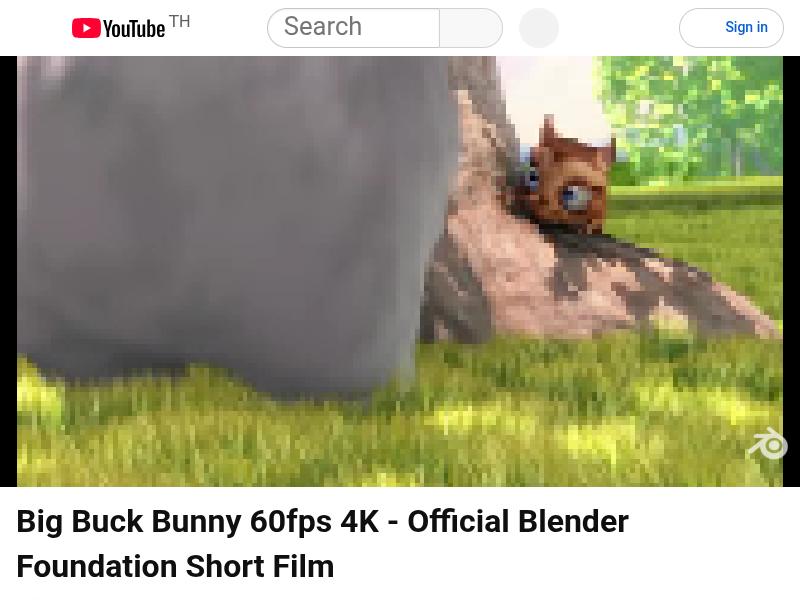 YouTube TH
Search
Sign in
Big Buck Bunny 60fps 4K - Official Blender
Foundation Short Film